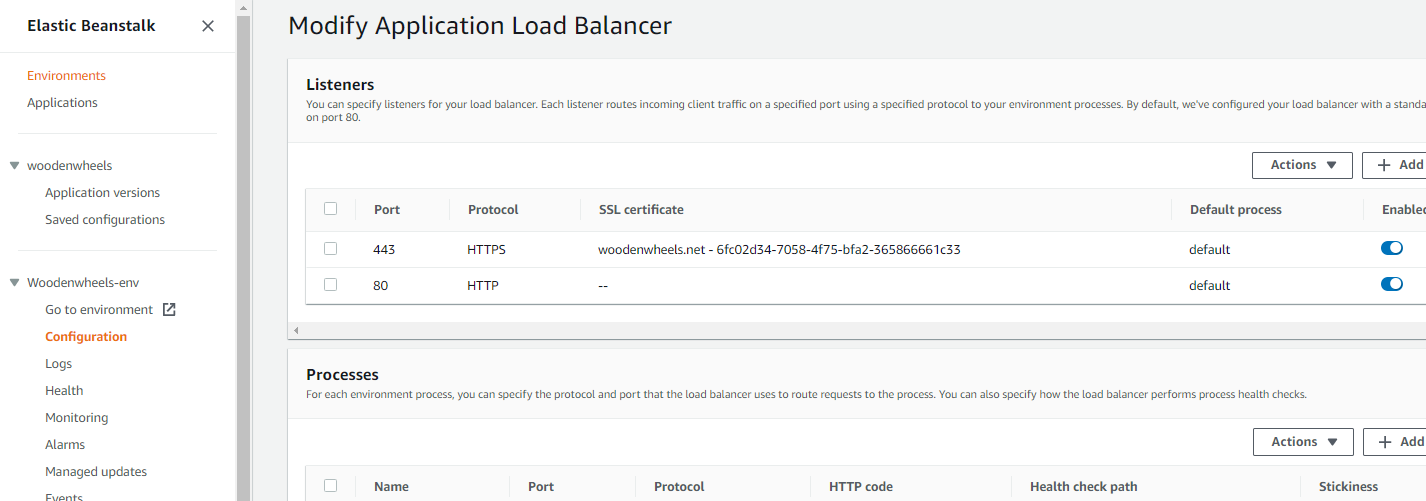 Elastic Beanstalk
Environments
Applications
woodenwheels
Application versions
Saved configurations
Woodenwheels-env
Go to environment
Configuration
Logs
Health
Monitoring
Alarms
Managed updates
Events
Modify Application Load Balancer
Listeners
You can specify listeners for your load balancer. Each listener routes incoming client traffic on a specified port using a specified protocol to your environment processes. By default, we've configured your load balancer with a standa
on port 80.
Actions Add
Port Protocol SSL certificate Default process Enabled
443 HTTPS woodenwheels.net - 6fc02d34-7058-4f75-bfa2-365866661c33 default
80 HTTP -- default
Processes
For each environment process, you can specify the protocol and port that the load balancer uses to route requests to the process. You can also specify how the load balancer performs process health checks.
Actions Add
Name Port Protocol HTTP code Health check path Stickiness